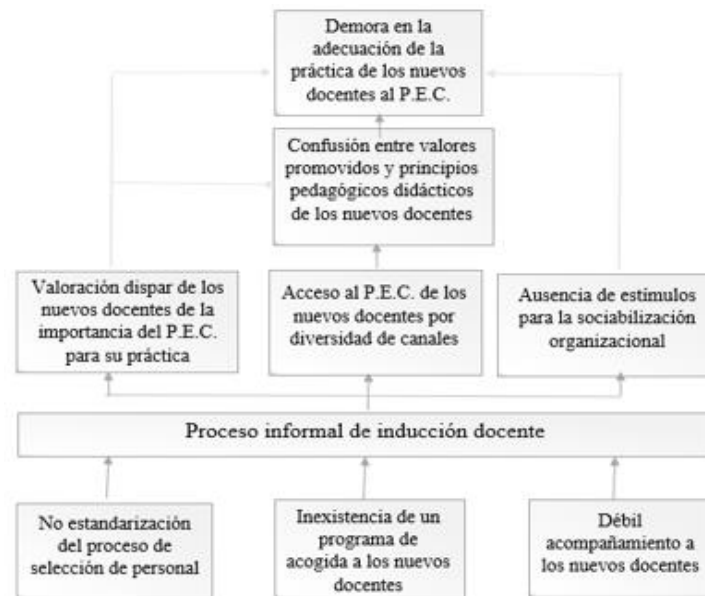 Demora en la
adecuación de la
práctica de los nuevos
docentes al P.E.C.
Confusión entre valores
promovidos y principios
pedagógicos didácticos
de los nuevos docentes
Valoración dispar de los
nuevos docentes de la
importancia del P.E.C.
para su práctica
Acceso al P.E.C. de los
nuevos docentes por
diversidad de canales
Ausencia de estímulos
para la sociabilización
organizacional
Proceso informal de inducción docente
No estandarización
del proceso de
selección de personal
Inexistencia de un
programa de
acogida a los nuevos
docentes
Débil
acompañamiento a
los nuevos docentes